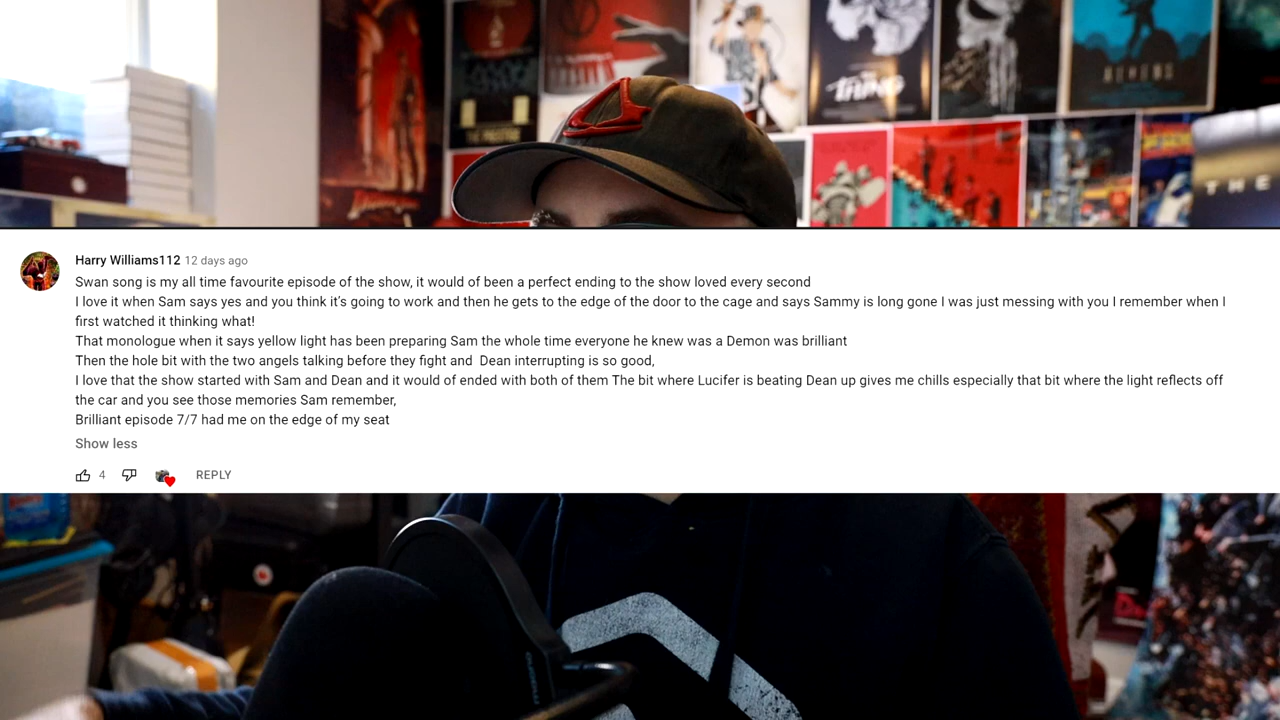 THING
ALIENS
THE
Harry Williams112 12 days ago
Swan song is my all time favourite episode of the show, it would of been a perfect ending to the show loved every second
I love it when Sam says yes and you think it's going to work and then he gets to the edge of the door to the cage and says Sammy is long gone I was just messing with you I remember when I
first watched it thinking what!
That monologue when it says yellow light has been preparing Sam the whole time everyone he knew was a Demon was brilliant
Then the hole bit with the two angels talking before they fight and  Dean interrupting is so good,
I love that the show started with Sam and Dean and it would of ended with both of them The bit where Lucifer is beating Dean up gives me chills especially that bit where the light reflects off
the car and you see those memories Sam remember,
Brilliant episode 7/7 had me on the edge of my seat
Show less
4 REPLY